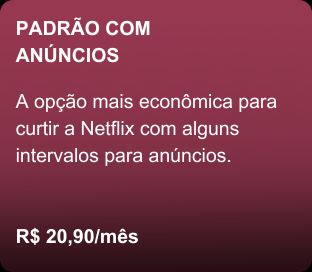 PADRÃO COM
ANÚNCIOS
A opção mais econômica para
curtir a Netflix com alguns
intervalos para anúncios.
R$ 20,90/mês